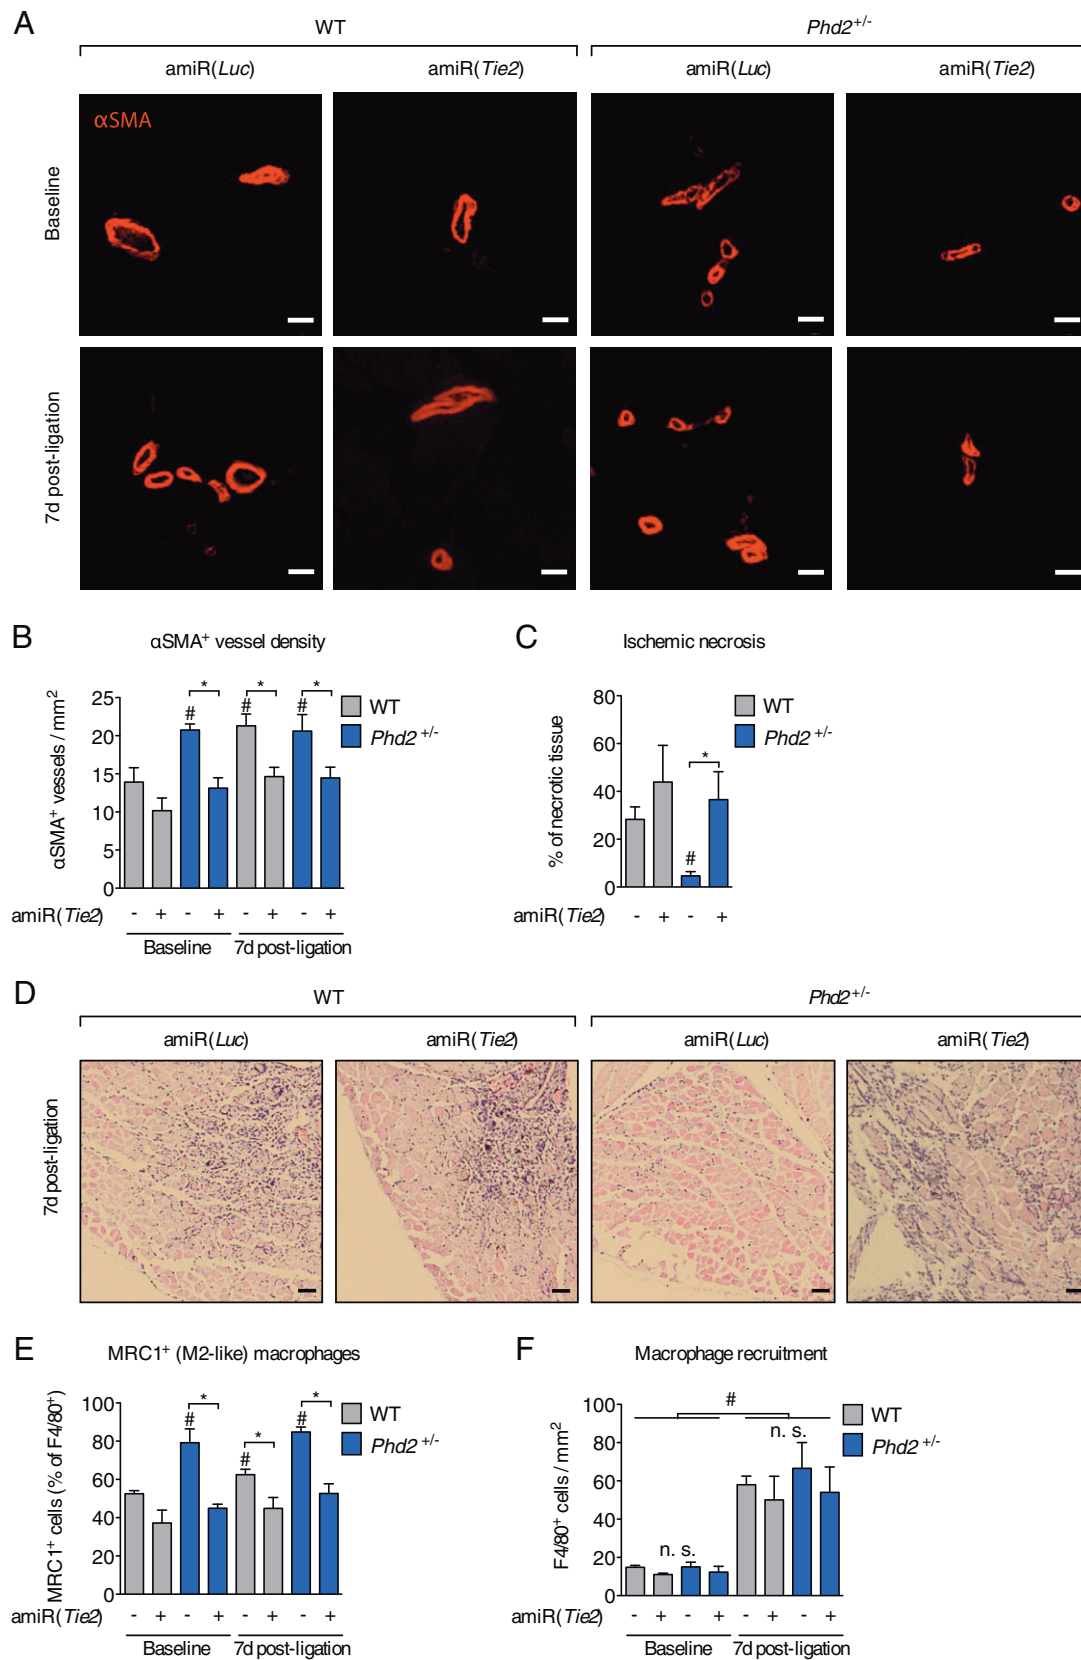 A
WT
Phd2+/-
amiR(Luc)
amiR(Tie2)
amiR(Luc)
amiR(Tie2)
αSMA
Baseline
7d post-ligation
B
αSMA+ vessel density
αSMA+ vessels / mm2
25
20
15
10
5
0
#
*
#
*
#
*
WT
Phd2 +/-
amiR(Tie2)
- + - + - + - +
Baseline
7d post-ligation
C
Ischemic necrosis
% of necrotic tissue
80
60
40
20
0
#
*
WT
Phd2 +/-
amiR(Tie2)
- + - +
D
WT
Phd2+/-
amiR(Luc)
amiR(Tie2)
amiR(Luc)
amiR(Tie2)
7d post-ligation
E
MRC1+ (M2-like) macrophages
MRC1+ cells (% of F4/80+)
100
80
60
40
20
0
#
*
#
*
#
*
WT
Phd2 +/-
amiR(Tie2)
- + - + - + - +
Baseline
7d post-ligation
F
Macrophage recruitment
F4/80+ cells / mm2
100
80
60
40
20
0
#
n. s.
n. s.
WT
Phd2 +/-
amiR(Tie2)
- + - + - + - +
Baseline
7d post-ligation